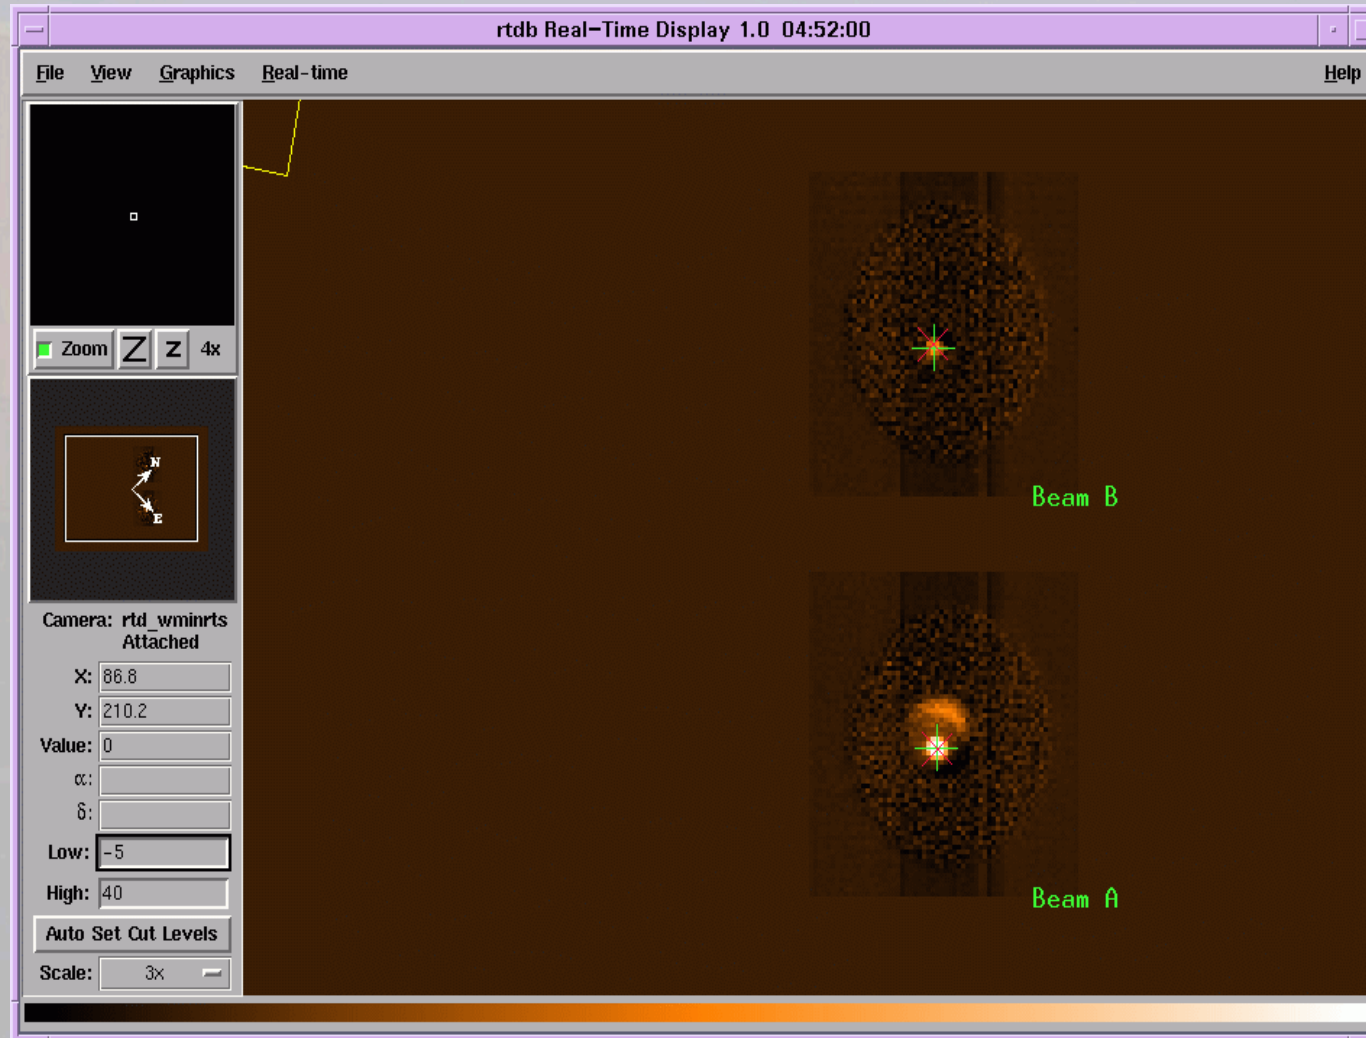 rtdb Real-Time Display 1.0 04:52:00
File View Graphics Real-time Help
Zoom Z z 4x
N
E
Camera: rtd_wminrts
Attached
X: 86.8
Y: 210.2
Value: 0
α:
δ:
Low: -5
High: 40
Auto Set Cut Levels
Scale: 3x
Beam B
Beam A